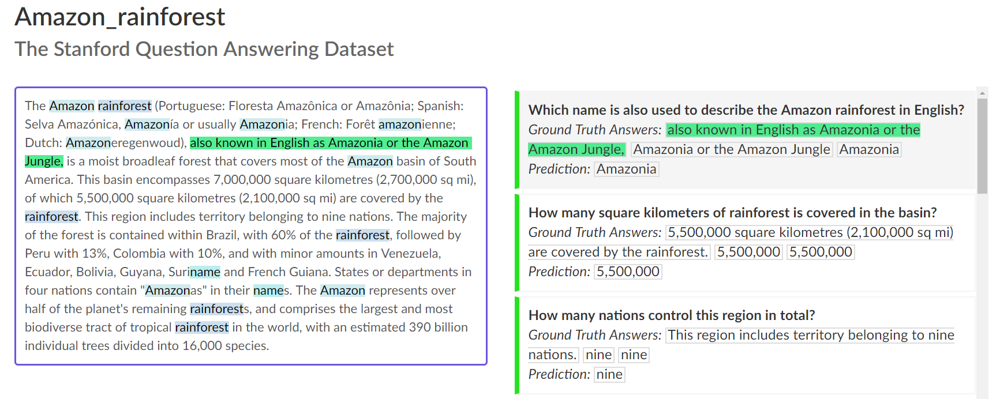 Amazon_rainforest
The Stanford Question Answering Dataset
The Amazon rainforest (Portuguese: Floresta Amazônica or Amazônia; Spanish:
Selva Amazónica, Amazonía or usually Amazonia; French: Forêt amazonienne;
Dutch: Amazoneregenwoud), also known in English as Amazonia or the Amazon
Jungle, is a moist broadleaf forest that covers most of the Amazon basin of South
America. This basin encompasses 7,000,000 square kilometres (2,700,000 sq mi),
of which 5,500,000 square kilometres (2,100,000 sq mi) are covered by the
rainforest. This region includes territory belonging to nine nations. The majority
of the forest is contained within Brazil, with 60% of the rainforest, followed by
Peru with 13%, Colombia with 10%, and with minor amounts in Venezuela,
Ecuador, Bolivia, Guyana, Suriname and French Guiana. States or departments in
four nations contain "Amazonas" in their names. The Amazon represents over
half of the planet's remaining rainforests, and comprises the largest and most
biodiverse tract of tropical rainforest in the world, with an estimated 390 billion
individual trees divided into 16,000 species.
Which name is also used to describe the Amazon rainforest in English?
Ground Truth Answers: also known in English as Amazonia or the
Amazon Jungle, Amazonia or the Amazon Jungle Amazonia
Prediction: Amazonia
How many square kilometers of rainforest is covered in the basin?
Ground Truth Answers: 5,500,000 square kilometres (2,100,000 sq mi)
are covered by the rainforest. 5,500,000 5,500,000
Prediction: 5,500,000
How many nations control this region in total?
Ground Truth Answers: This region includes territory belonging to nine
nations. nine nine
Prediction: nine